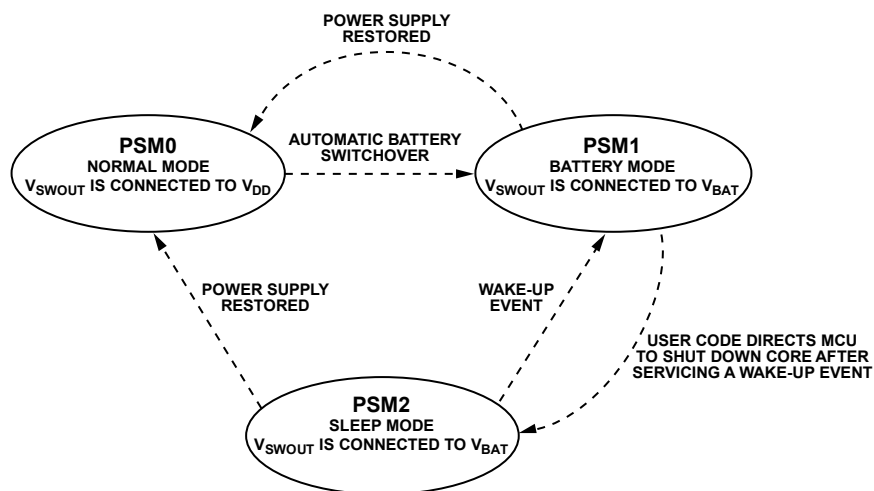 POWER SUPPLY
RESTORED
PSM0
NORMAL MODE
VSWOUT IS CONNECTED TO VDD
AUTOMATIC BATTERY
SWITCHOVER
PSM1
BATTERY MODE
VSWOUT IS CONNECTED TO VBAT
POWER SUPPLY
RESTORED
WAKE-UP
EVENT
USER CODE DIRECTS MCU
TO SHUT DOWN CORE AFTER
SERVICING A WAKE-UP EVENT
PSM2
SLEEP MODE
VSWOUT IS CONNECTED TO VBAT